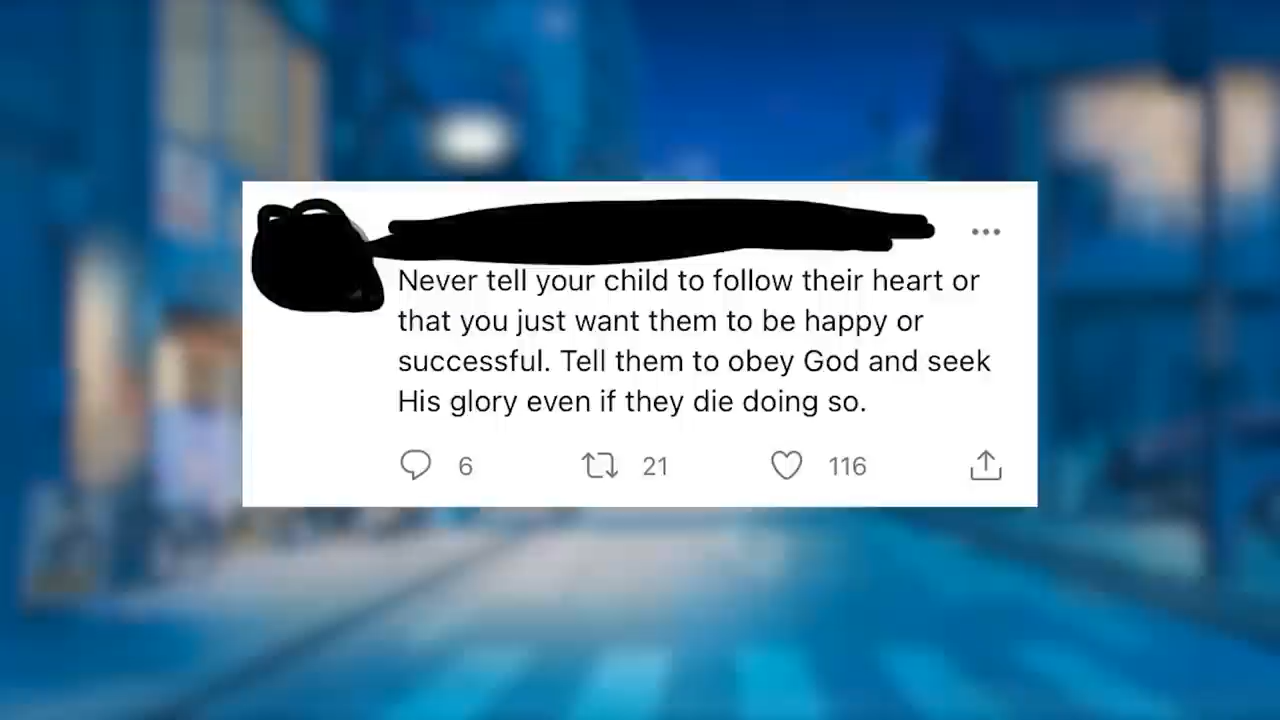 Never tell your child to follow their heart or
that you just want them to be happy or
successful. Tell them to obey God and seek
His glory even if they die doing so.
6 21 116